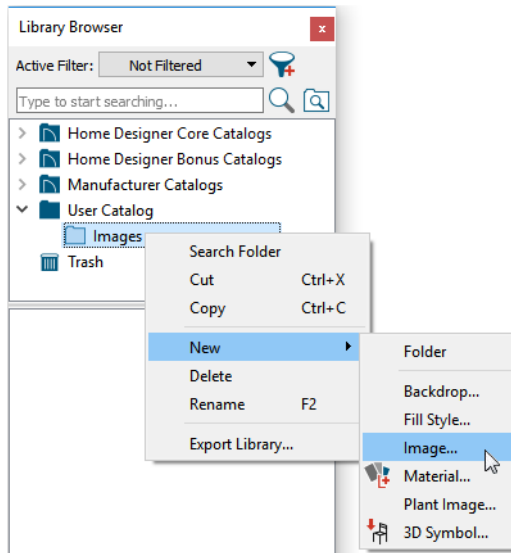 Library Browser
x
Active Filter: Not Filtered
Type to start searching...
Home Designer Core Catalogs
Home Designer Bonus Catalogs
Manufacturer Catalogs
User Catalog
Images
Trash
Search Folder
Cut Ctrl+X
Copy Ctrl+C
New
Delete
Rename F2
Export Library...
Folder
Backdrop...
Fill Style...
Image...
Material...
Plant Image...
3D Symbol...